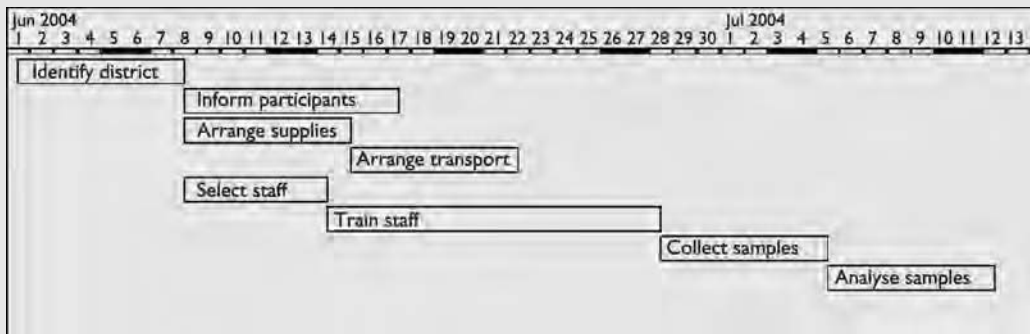 Jun 2004 Jul 2004
1 2 3 4 5 6 7 8 9 10 11 12 13 14 15 16 17 18 19 20 21 22 23 24 25 26 27 28 29 30 1 2 3 4 5 6 7 8 9 10 11 12 13
Identify district
Inform participants
Arrange supplies
Arrange transport
Select staff
Train staff
Collect samples
Analyse samples